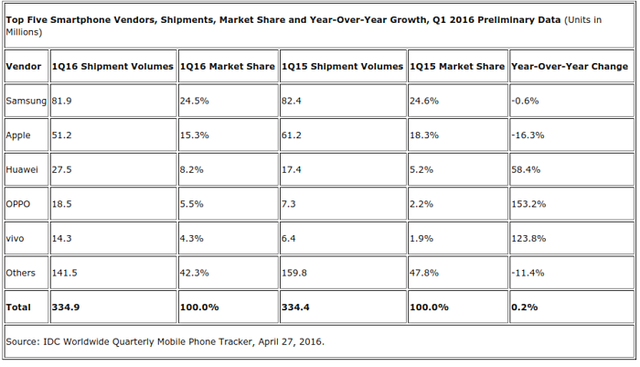 Top Five Smartphone Vendors, Shipments, Market Share and Year-Over-Year Growth, Q1 2016 Preliminary Data (Units in
Millions)
Vendor 1Q16 Shipment Volumes 1Q16 Market Share 1Q15 Shipment Volumes 1Q15 Market Share Year-Over-Year Change
Samsung 81.9 24.5% 82.4 24.6% -0.6%
Apple 51.2 15.3% 61.2 18.3% -16.3%
Huawei 27.5 8.2% 17.4 5.2% 58.4%
OPPO 18.5 5.5% 7.3 2.2% 153.2%
vivo 14.3 4.3% 6.4 1.9% 123.8%
Others 141.5 42.3% 159.8 47.8% -11.4%
Total 334.9 100.0% 334.4 100.0% 0.2%
Source: IDC Worldwide Quarterly Mobile Phone Tracker, April 27, 2016.